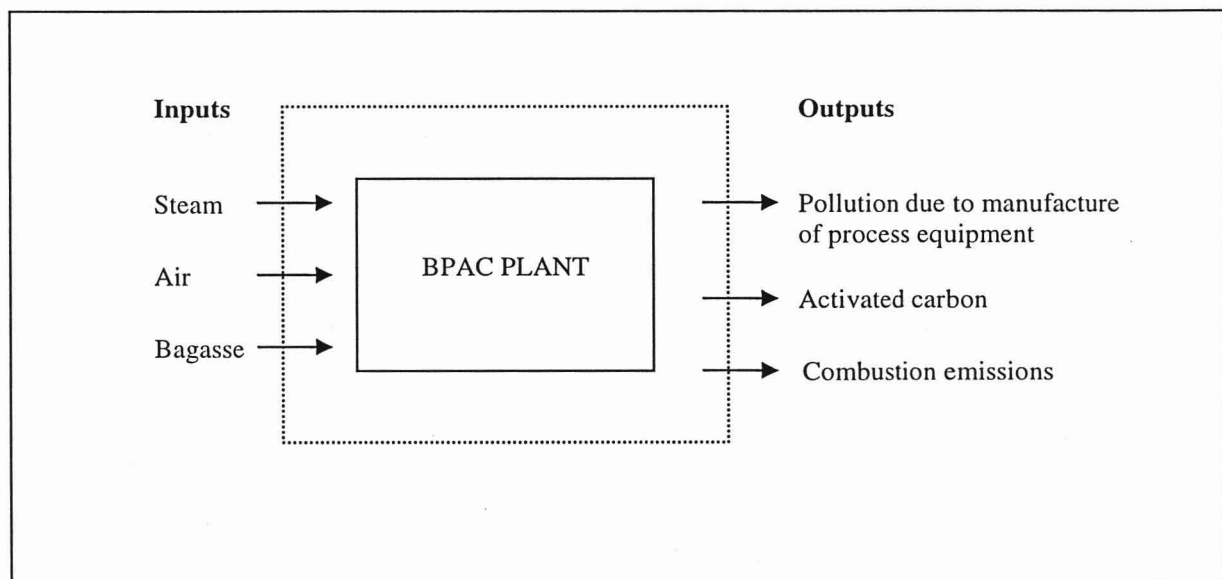 Inputs
Outputs
Steam
Air
Bagasse
BPAC PLANT
Pollution due to manufacture
of process equipment
Activated carbon
Combustion emissions